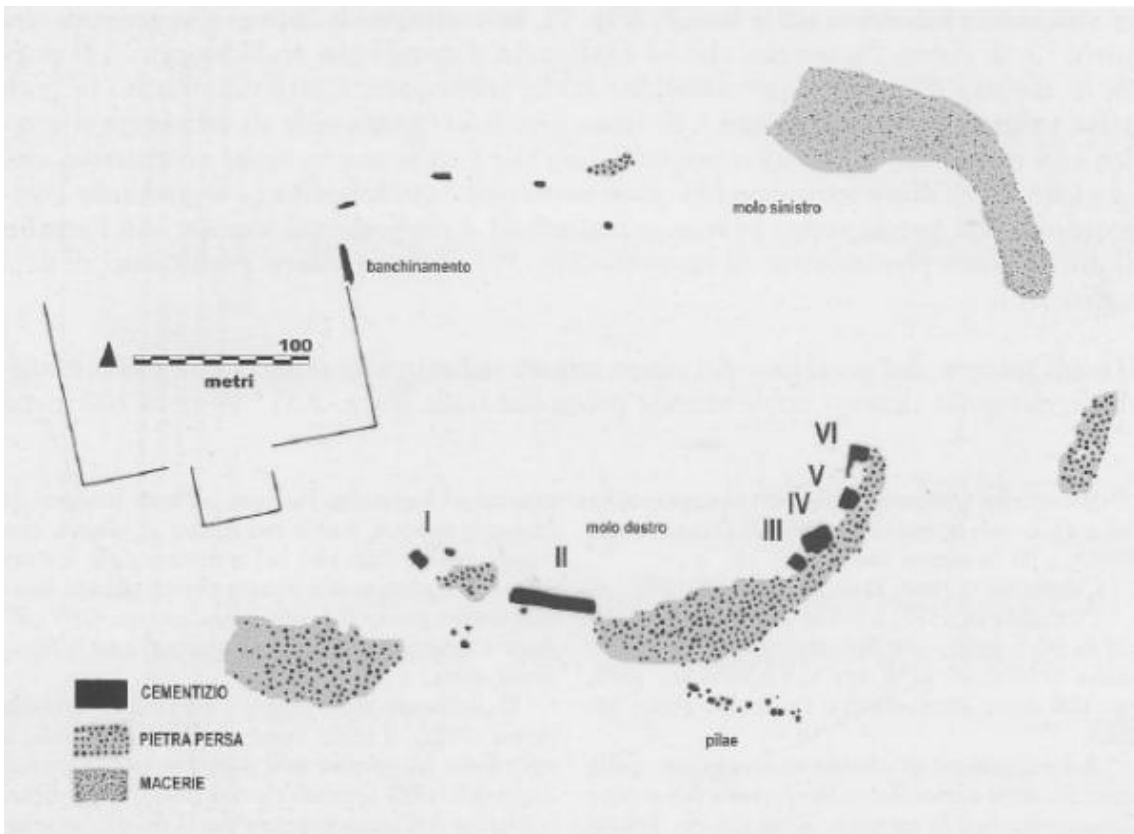 molo sinistro
banchinamento
100
metri
VI
V
IV
III
I
II
molo destro
pilae
CEMENTIZIO
PIETRA PERSA
MACERIE